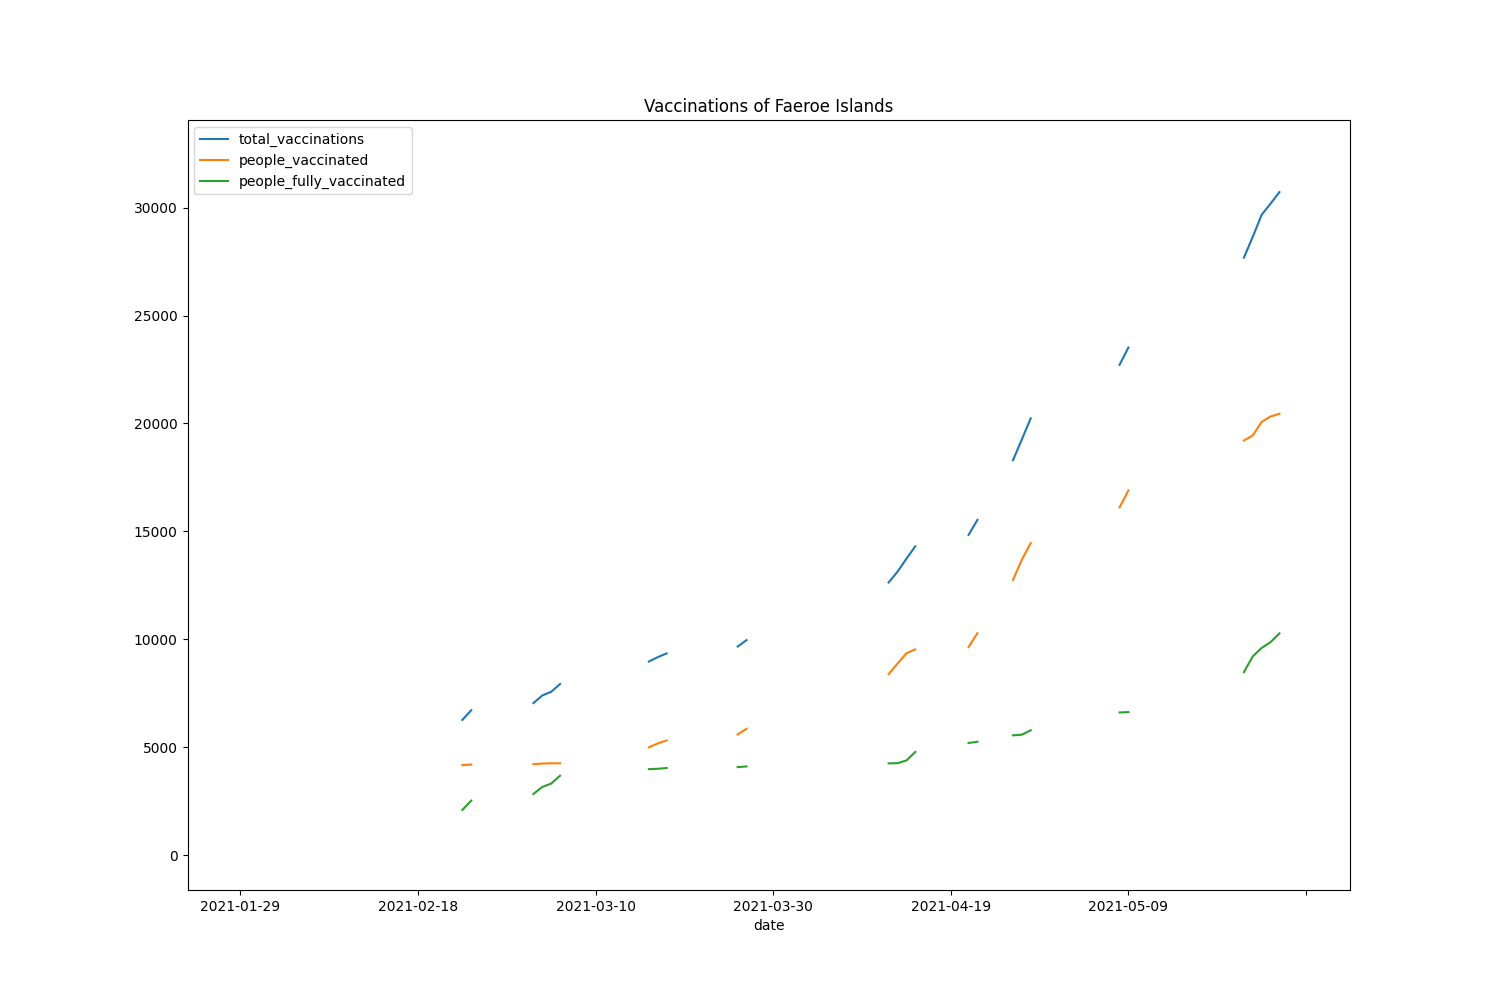 Vaccinations of Faeroe Islands
total_vaccinations
people_vaccinated
people_fully_vaccinated
30000
25000
20000
15000
10000
5000
0
2021-01-29 2021-02-18 2021-03-10 2021-03-30 2021-04-19 2021-05-09
date